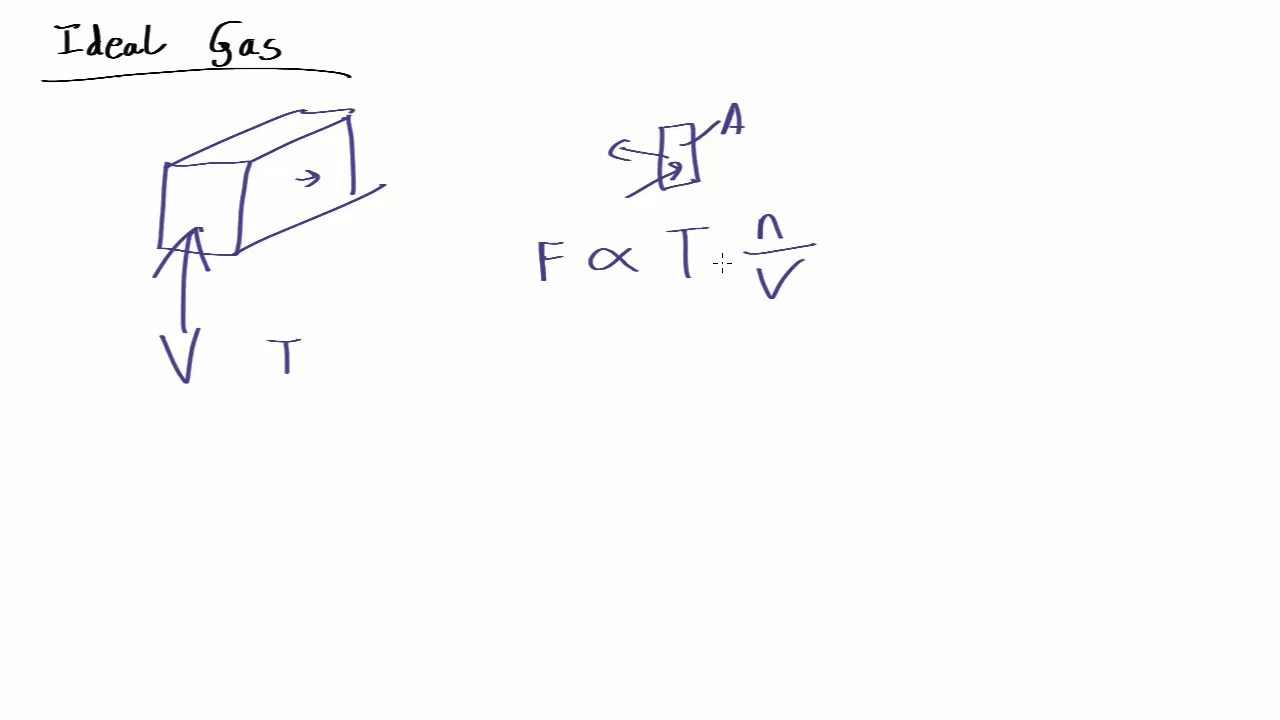 Ideal Gas
A
F ∝ T · n/V
V T